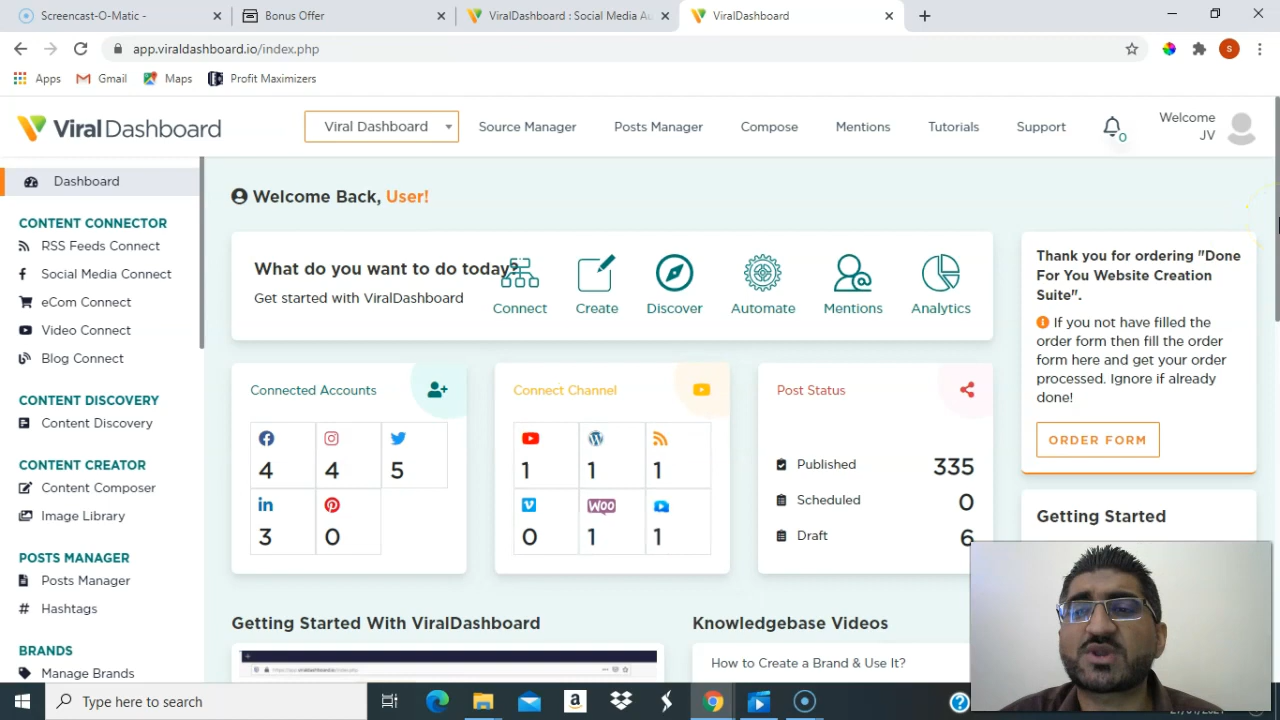 Screencast-O-Matic -
Bonus Offer
ViralDashboard : Social Media Au
ViralDashboard
app.viraldashboard.io/index.php
S
Apps
Gmail
Maps
Profit Maximizers
Viral Dashboard
Viral Dashboard
Source Manager
Posts Manager
Compose
Mentions
Tutorials
Support
0
Welcome
JV
Dashboard
CONTENT CONNECTOR
RSS Feeds Connect
Social Media Connect
eCom Connect
Video Connect
Blog Connect
CONTENT DISCOVERY
Content Discovery
CONTENT CREATOR
Content Composer
Image Library
POSTS MANAGER
Posts Manager
Hashtags
BRANDS
Manage Brands
Welcome Back, User!
What do you want to do today?
Get started with ViralDashboard
Connect
Create
Discover
Automate
Mentions
Analytics
Connected Accounts
4
4
5
3
0
Connect Channel
1
1
1
WOO
0
1
1
Post Status
Published 335
Scheduled 0
Draft 6
Thank you for ordering "Done
For You Website Creation
Suite".
If you not have filled the
order form then fill the order
form here and get your order
processed. Ignore if already
done!
ORDER FORM
Getting Started
Getting Started With ViralDashboard
Knowledgebase Videos
How to Create a Brand & Use It?
Type here to search